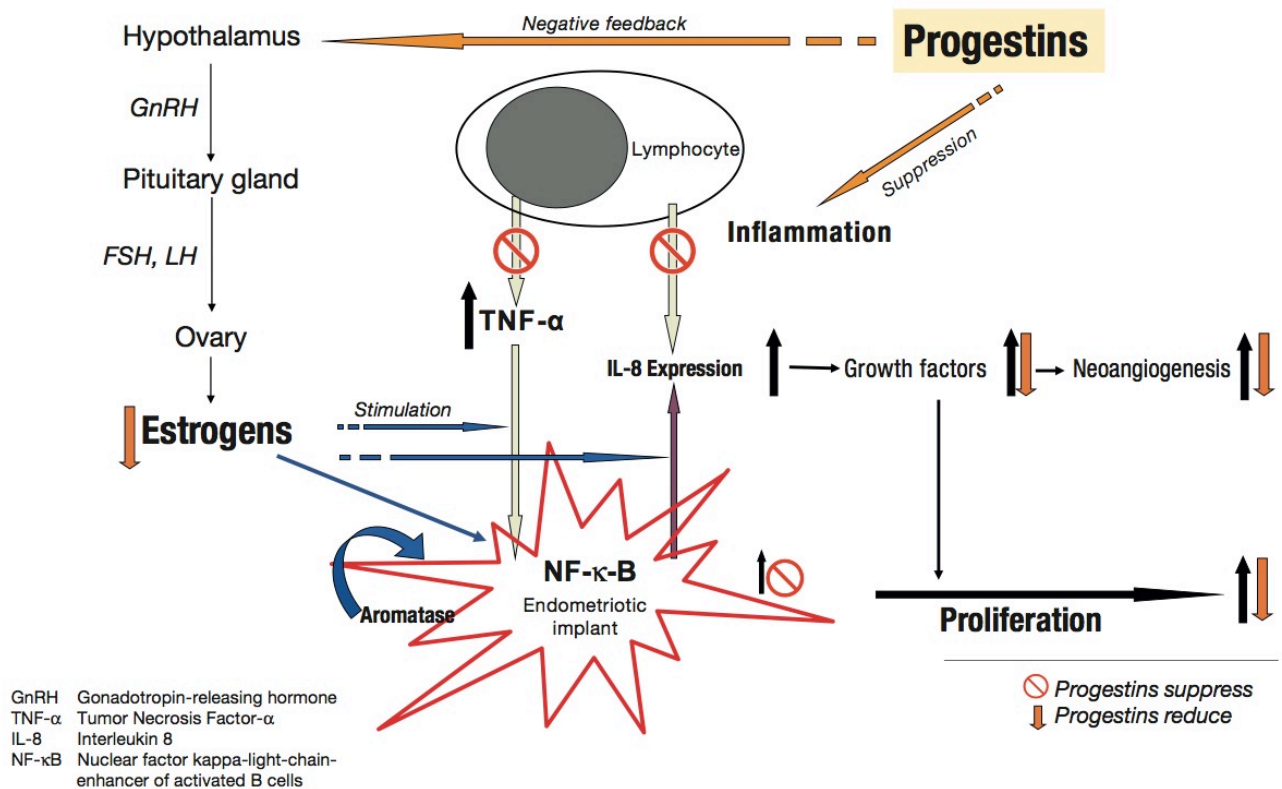 Hypothalamus
Negative feedback
Progestins
GnRH
Lymphocyte
Suppression
Pituitary gland
Inflammation
FSH, LH
TNF-α
Ovary
IL-8 Expression
Growth factors
Neoangiogenesis
Estrogens
Stimulation
NF-κ-B
Endometriotic
implant
Aromatase
Proliferation
GnRH Gonadotropin-releasing hormone
TNF-α Tumor Necrosis Factor-α
IL-8 Interleukin 8
NF-κB Nuclear factor kappa-light-chain-
enhancer of activated B cells
Progestins suppress
Progestins reduce